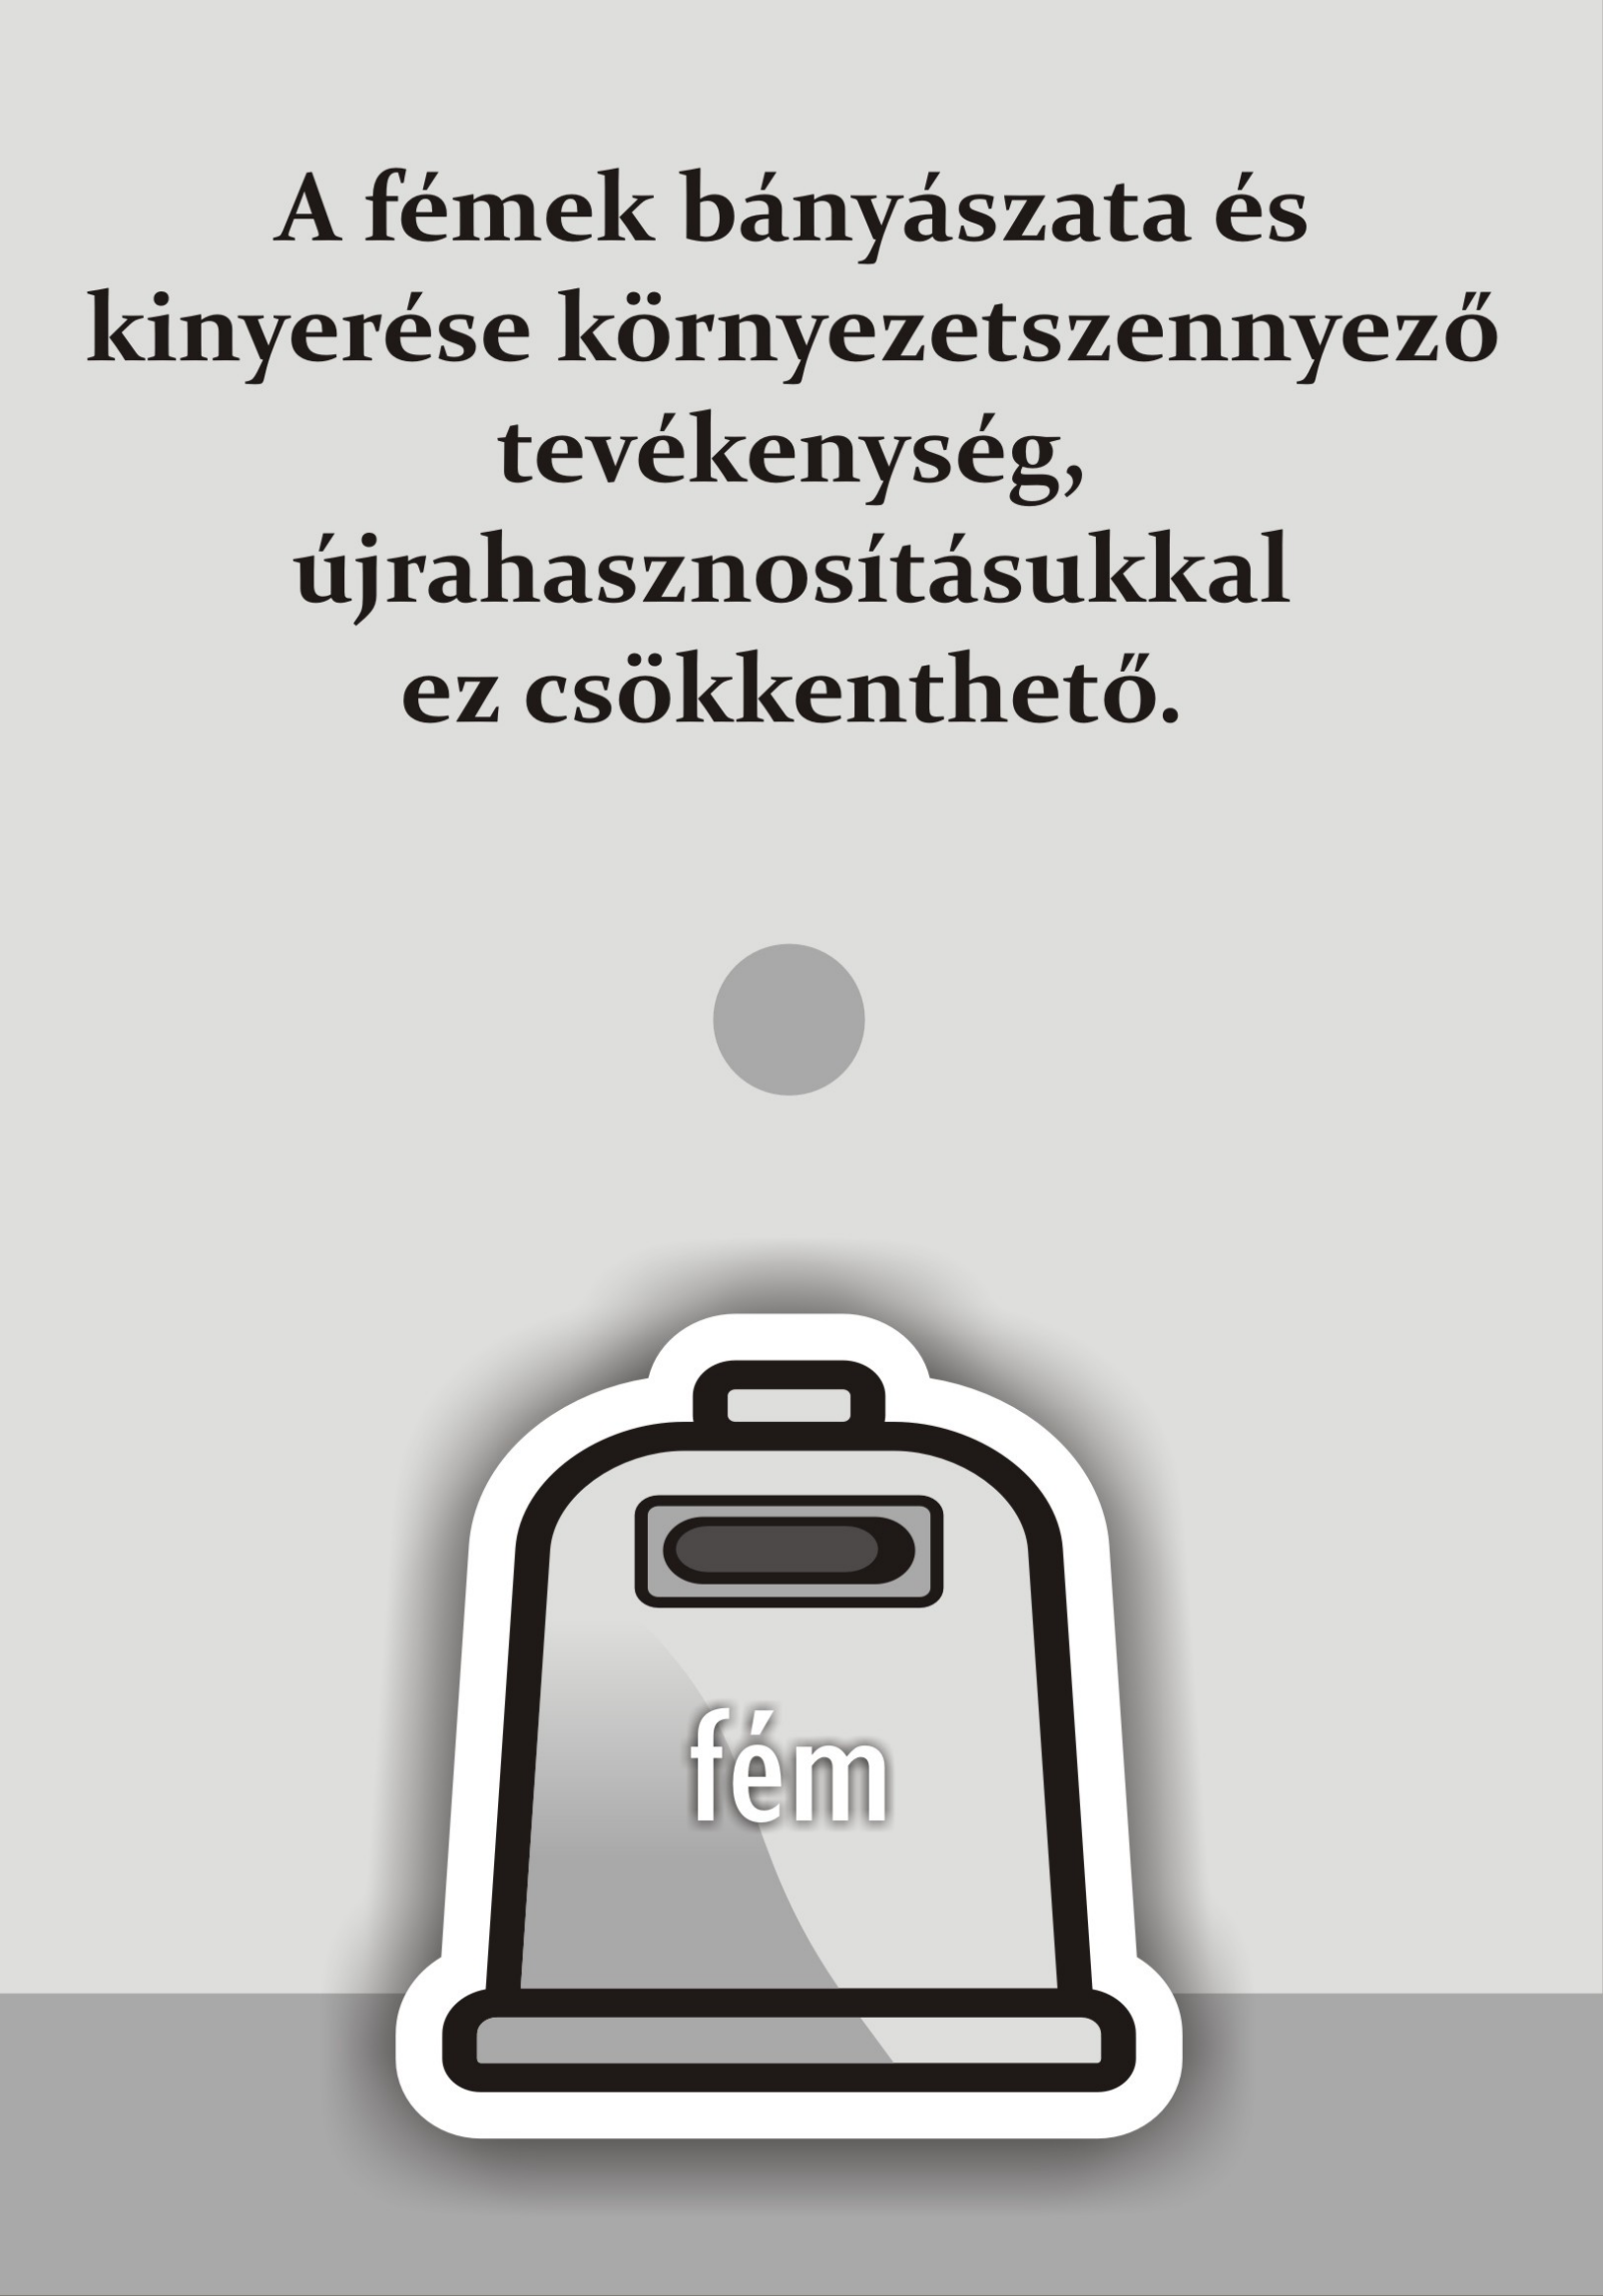 A fémek bányászata és
kinyerése környezetszennyező
tevékenység,
újrahasznosításukkal
ez csökkenthető.
fém